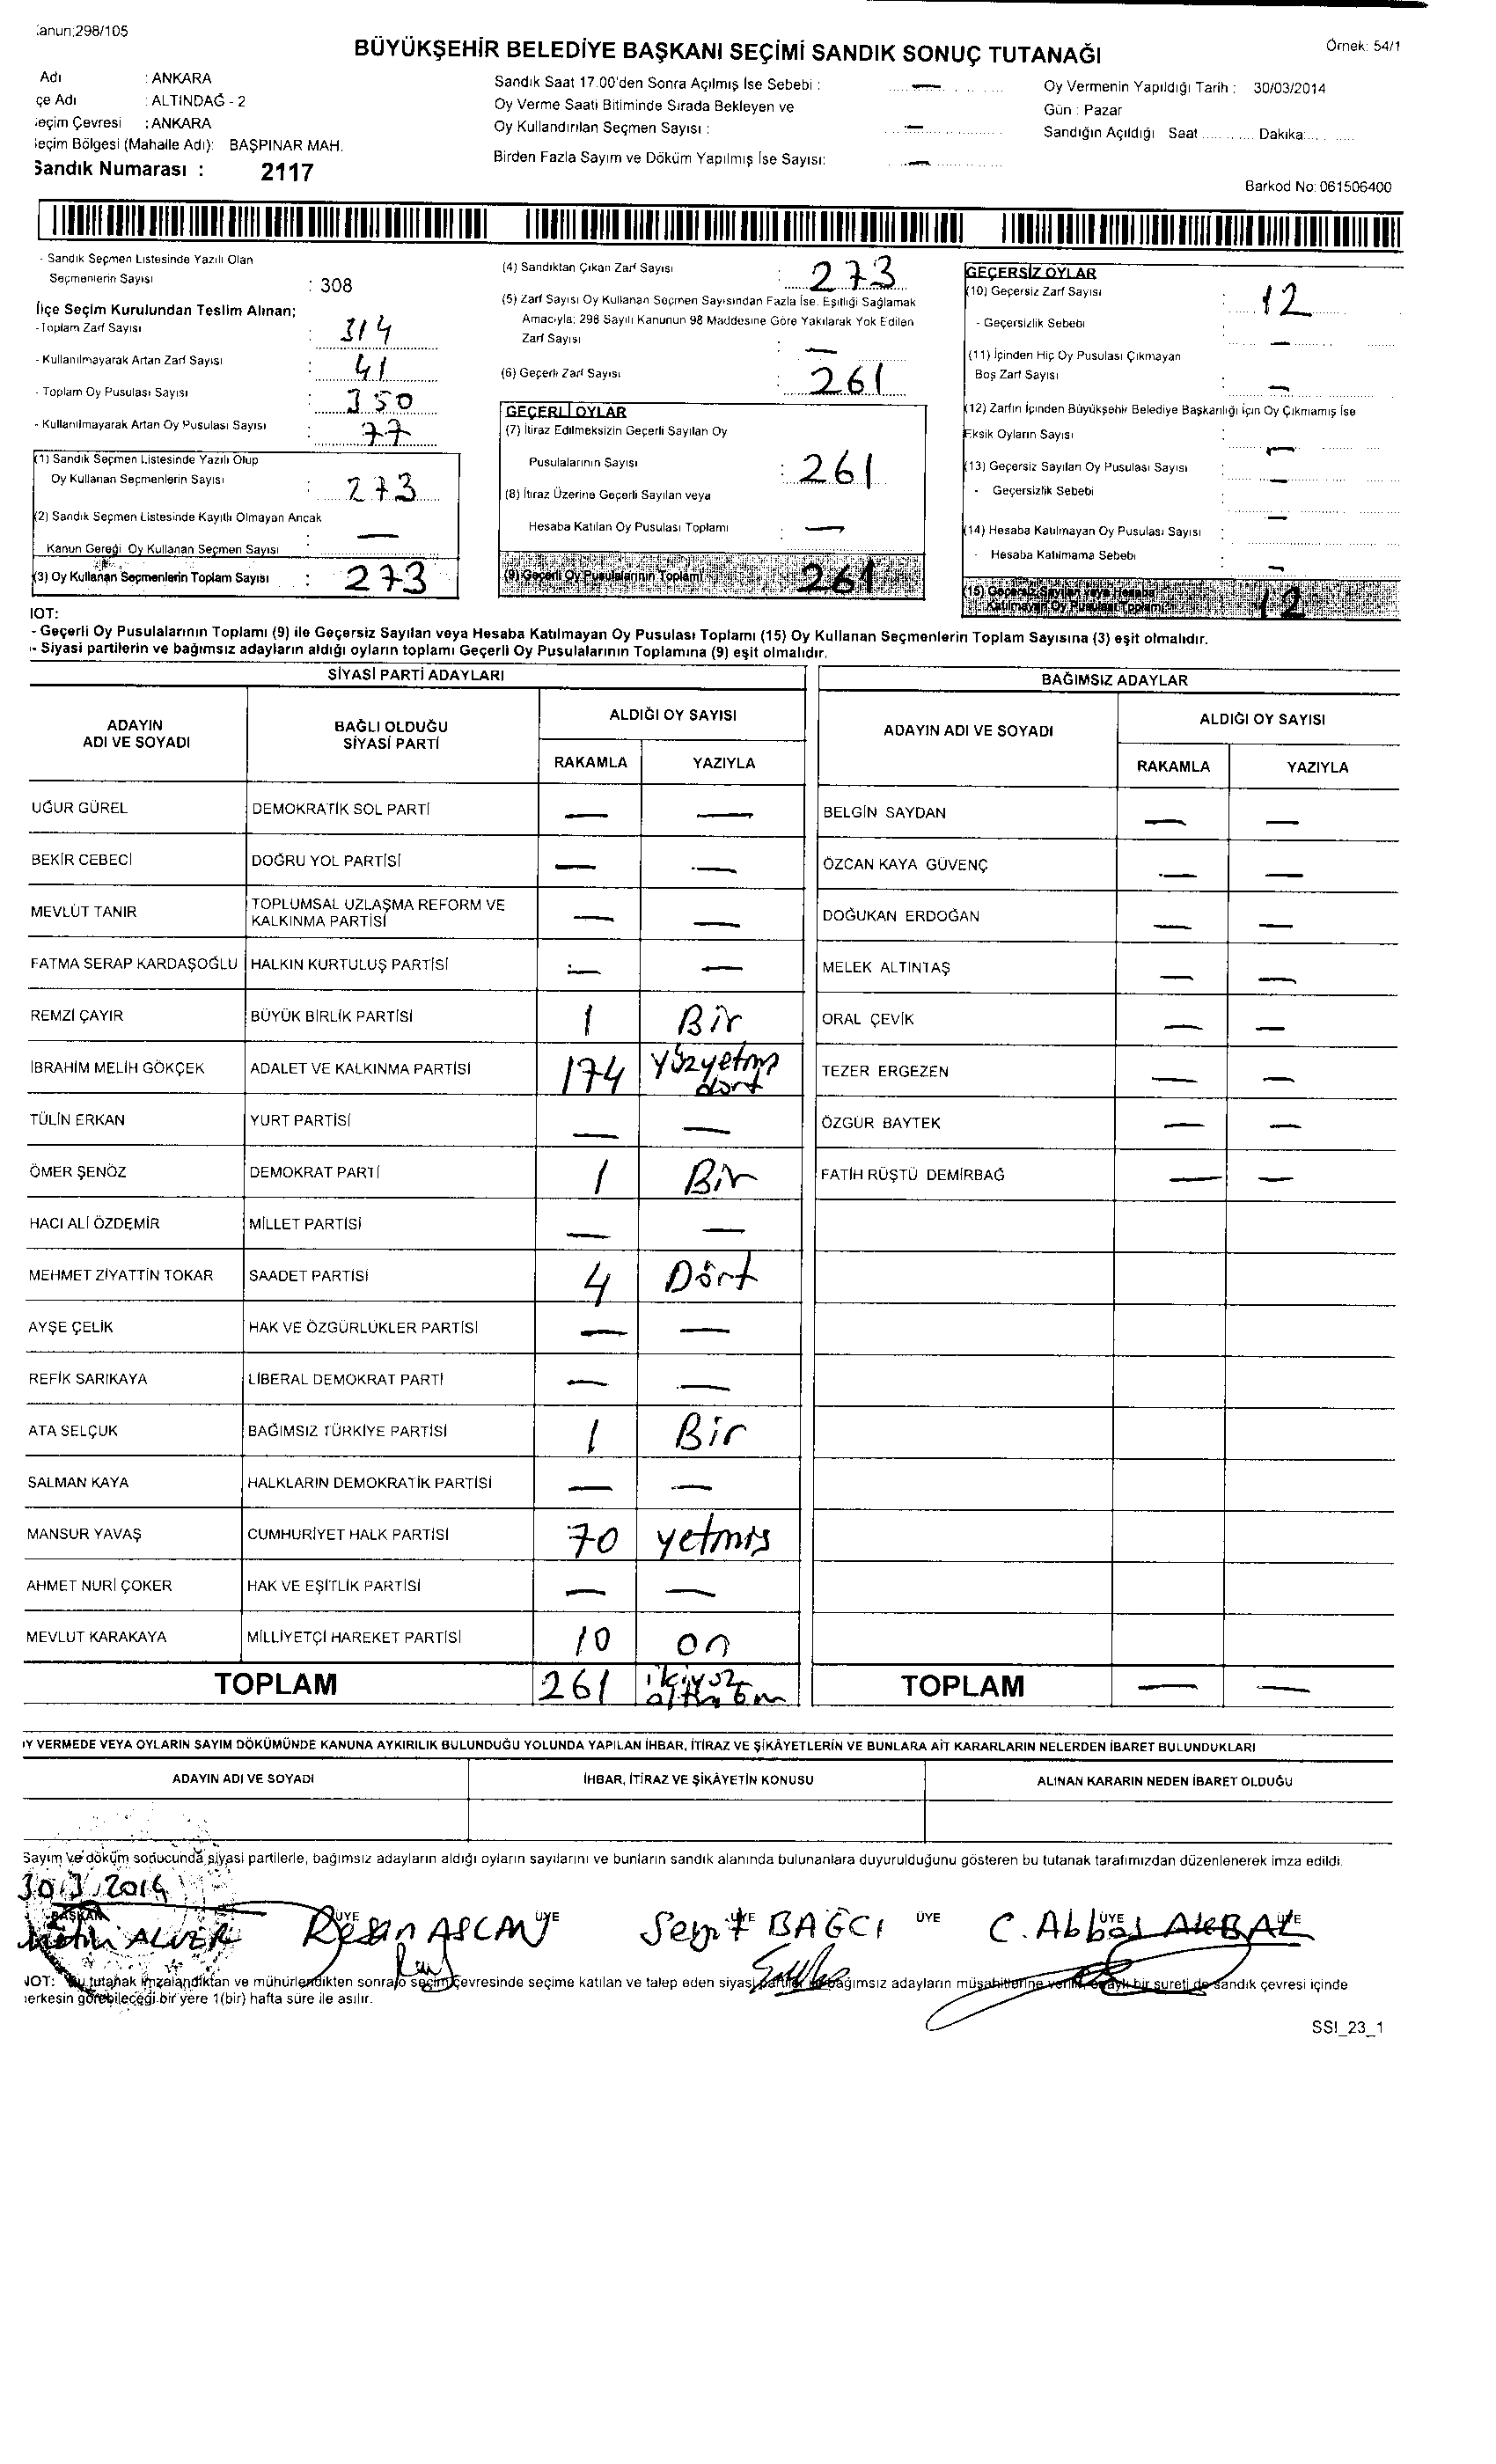 anun:298/105
BÜYÜKŞEHİR BELEDİYE BAŞKANI SEÇİMİ SANDIK SONUÇ TUTANAĞI
Örnek: 54/1
Adı : ANKARA
çe Adı : ALTINDAĞ - 2
eçim Çevresi : ANKARA
eçim Bölgesi (Mahalle Adı): BAŞPINAR MAH.
Sandık Numarası : 2117
Sandık Saat 17.00'den Sonra Açılmış İse Sebebi : —
Oy Verme Saati Bitiminde Sırada Bekleyen ve
Oy Kullandırılan Seçmen Sayısı : —
Birden Fazla Sayım ve Döküm Yapılmış İse Sayısı: —
Oy Vermenin Yapıldığı Tarih : 30/03/2014
Gün : Pazar
Sandığın Açıldığı Saat ............ Dakika:............
Barkod No: 061506400
- Sandık Seçmen Listesinde Yazılı Olan
Seçmenlerin Sayısı : 308
İlçe Seçim Kurulundan Teslim Alınan;
-Toplam Zarf Sayısı : 314
- Kullanılmayarak Artan Zarf Sayısı : 41
- Toplam Oy Pusulası Sayısı : 350
- Kullanılmayarak Artan Oy Pusulası Sayısı : 77
(1) Sandık Seçmen Listesinde Yazılı Olup
Oy Kullanan Seçmenlerin Sayısı : 273
(2) Sandık Seçmen Listesinde Kayıtlı Olmayan Ancak
Kanun Gereği Oy Kullanan Seçmen Sayısı : —
(3) Oy Kullanan Seçmenlerin Toplam Sayısı : 273
(4) Sandıktan Çıkan Zarf Sayısı : 273
(5) Zarf Sayısı Oy Kullanan Seçmen Sayısından Fazla İse, Eşitliği Sağlamak
Amacıyla; 298 Sayılı Kanunun 98 Maddesine Göre Yakılarak Yok Edilen
Zarf Sayısı : —
(6) Geçerli Zarf Sayısı : 261
GEÇERLİ OYLAR
(7) İtiraz Edilmeksizin Geçerli Sayılan Oy
Pusulalarının Sayısı : 261
(8) İtiraz Üzerine Geçerli Sayılan veya
Hesaba Katılan Oy Pusulası Toplamı : —
(9) Geçerli Oy Pusulalarının Toplamı : 261
GEÇERSİZ OYLAR
(10) Geçersiz Zarf Sayısı : 12
- Geçersizlik Sebebi : —
(11) İçinden Hiç Oy Pusulası Çıkmayan
Boş Zarf Sayısı : —
(12) Zarfın İçinden Büyükşehir Belediye Başkanlığı İçin Oy Çıkmamış İse
Eksik Oyların Sayısı : —
(13) Geçersiz Sayılan Oy Pusulası Sayısı : —
- Geçersizlik Sebebi : —
(14) Hesaba Katılmayan Oy Pusulası Sayısı :
- Hesaba Katılmama Sebebi : —
(15) Geçersiz Sayılan veya Hesaba
Katılmayan Oy Pusulası Toplamı : 12
NOT:
- Geçerli Oy Pusulalarının Toplamı (9) ile Geçersiz Sayılan veya Hesaba Katılmayan Oy Pusulası Toplamı (15) Oy Kullanan Seçmenlerin Toplam Sayısına (3) eşit olmalıdır.
- Siyasi partilerin ve bağımsız adayların aldığı oyların toplamı Geçerli Oy Pusulalarının Toplamına (9) eşit olmalıdır.
SİYASİ PARTİ ADAYLARI
ADAYIN ADI VE SOYADI BAĞLI OLDUĞU SİYASİ PARTİ ALDIĞI OY SAYISI
RAKAMLA YAZIYLA
UĞUR GÜREL DEMOKRATİK SOL PARTİ — —
BEKİR CEBECİ DOĞRU YOL PARTİSİ — —
MEVLÜT TANIR TOPLUMSAL UZLAŞMA REFORM VE KALKINMA PARTİSİ — —
FATMA SERAP KARDAŞOĞLU HALKIN KURTULUŞ PARTİSİ — —
REMZİ ÇAYIR BÜYÜK BİRLİK PARTİSİ 1 Bir
İBRAHİM MELİH GÖKÇEK ADALET VE KALKINMA PARTİSİ 174 Yüzyetmiş dört
TÜLİN ERKAN YURT PARTİSİ — —
ÖMER ŞENÖZ DEMOKRAT PARTİ 1 Bir
HACI ALİ ÖZDEMİR MİLLET PARTİSİ — —
MEHMET ZİYATTİN TOKAR SAADET PARTİSİ 4 Dört
AYŞE ÇELİK HAK VE ÖZGÜRLÜKLER PARTİSİ — —
REFİK SARIKAYA LİBERAL DEMOKRAT PARTİ — —
ATA SELÇUK BAĞIMSIZ TÜRKİYE PARTİSİ 1 Bir
SALMAN KAYA HALKLARIN DEMOKRATİK PARTİSİ — —
MANSUR YAVAŞ CUMHURİYET HALK PARTİSİ 70 yetmiş
AHMET NURİ ÇOKER HAK VE EŞİTLİK PARTİSİ — —
MEVLUT KARAKAYA MİLLİYETÇİ HAREKET PARTİSİ 10 on
TOPLAM 261 ikiyüz
BAĞIMSIZ ADAYLAR
ADAYIN ADI VE SOYADI ALDIĞI OY SAYISI
RAKAMLA YAZIYLA
BELGİN SAYDAN — —
ÖZCAN KAYA GÜVENÇ — —
DOĞUKAN ERDOĞAN — —
MELEK ALTINTAŞ — —
ORAL ÇEVİK — —
TEZER ERGEZEN — —
ÖZGÜR BAYTEK — —
FATİH RÜŞTÜ DEMİRBAĞ — —
TOPLAM — —
Y VERMEDE VEYA OYLARIN SAYIM DÖKÜMÜNDE KANUNA AYKIRILIK BULUNDUĞU YOLUNDA YAPILAN İHBAR, İTİRAZ VE ŞİKÂYETLERİN VE BUNLARA AİT KARARLARIN NELERDEN İBARET BULUNDUKLARI
ADAYIN ADI VE SOYADI İHBAR, İTİRAZ VE ŞİKÂYETİN KONUSU ALINAN KARARIN NEDEN İBARET OLDUĞU
Sayım ve döküm sonucunda siyasi partilerle, bağımsız adayların aldığı oyların sayılarını ve bunların sandık alanında bulunanlara duyurulduğunu gösteren bu tutanak tarafımızdan düzenlenerek imza edildi.
30/3/2014
BAŞKAN ÜYE ÜYE ÜYE ÜYE ÜYE ÜYE
BAĞCI C. Abbas AKBAL
NOT: Bu tutanak imzalandıktan ve mühürlendikten sonra o seçim çevresinde seçime katılan ve talep eden siyasi partiler bağımsız adayların müşahitlerine bir sureti de sandık çevresi içinde
herkesin görebileceği bir yere 1(bir) hafta süre ile asılır.
SSI_23_1